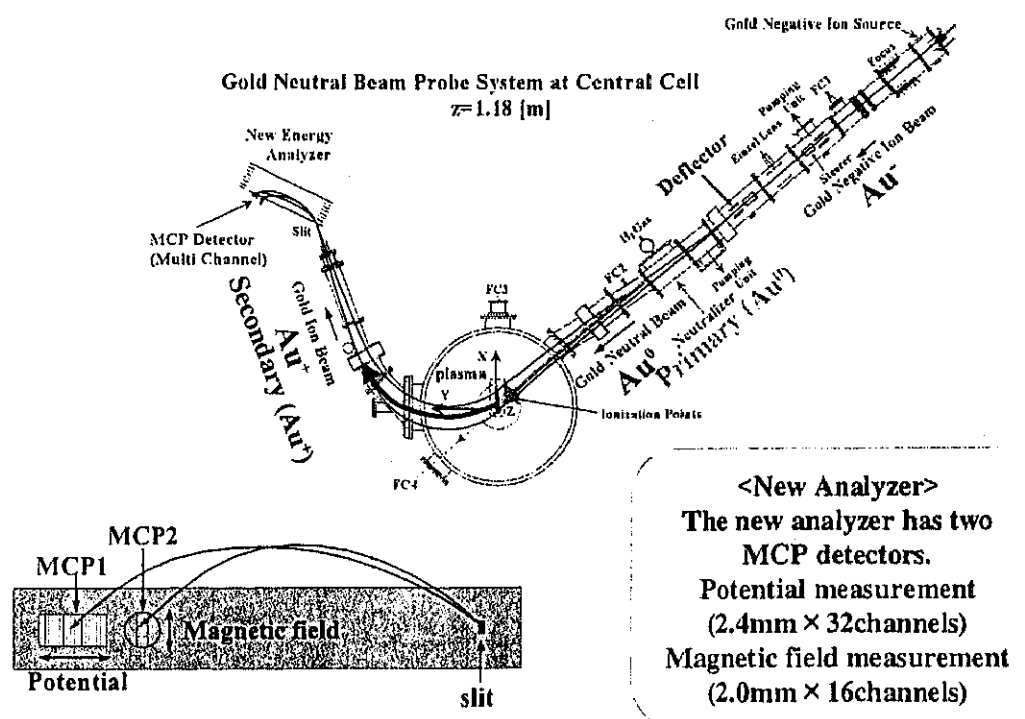 Gold Negative Ion Source
Gold Neutral Beam Probe System at Central Cell
z=1.18 [m]
New Energy
Analyzer
MCP Detector
(Multi Channel)
Slit
Focus
FC1
Pumping
Unit
Einzel Lens
Deflector
Steerer
Gold Negative Ion Beam
Au⁻
H₂Gas
FC2
Pumping
Unit
Neutralizer
Primary (Au⁰)
Gold Neutral Beam
Au⁰
FC3
X
plasma
Y
Z
Ionization Points
FC4
Gold Ion Beam
Au⁺
Secondary (Au⁺)
<New Analyzer>
The new analyzer has two
MCP detectors.
Potential measurement
(2.4mm × 32channels)
Magnetic field measurement
(2.0mm × 16channels)
MCP2
MCP1
Magnetic field
Potential
slit